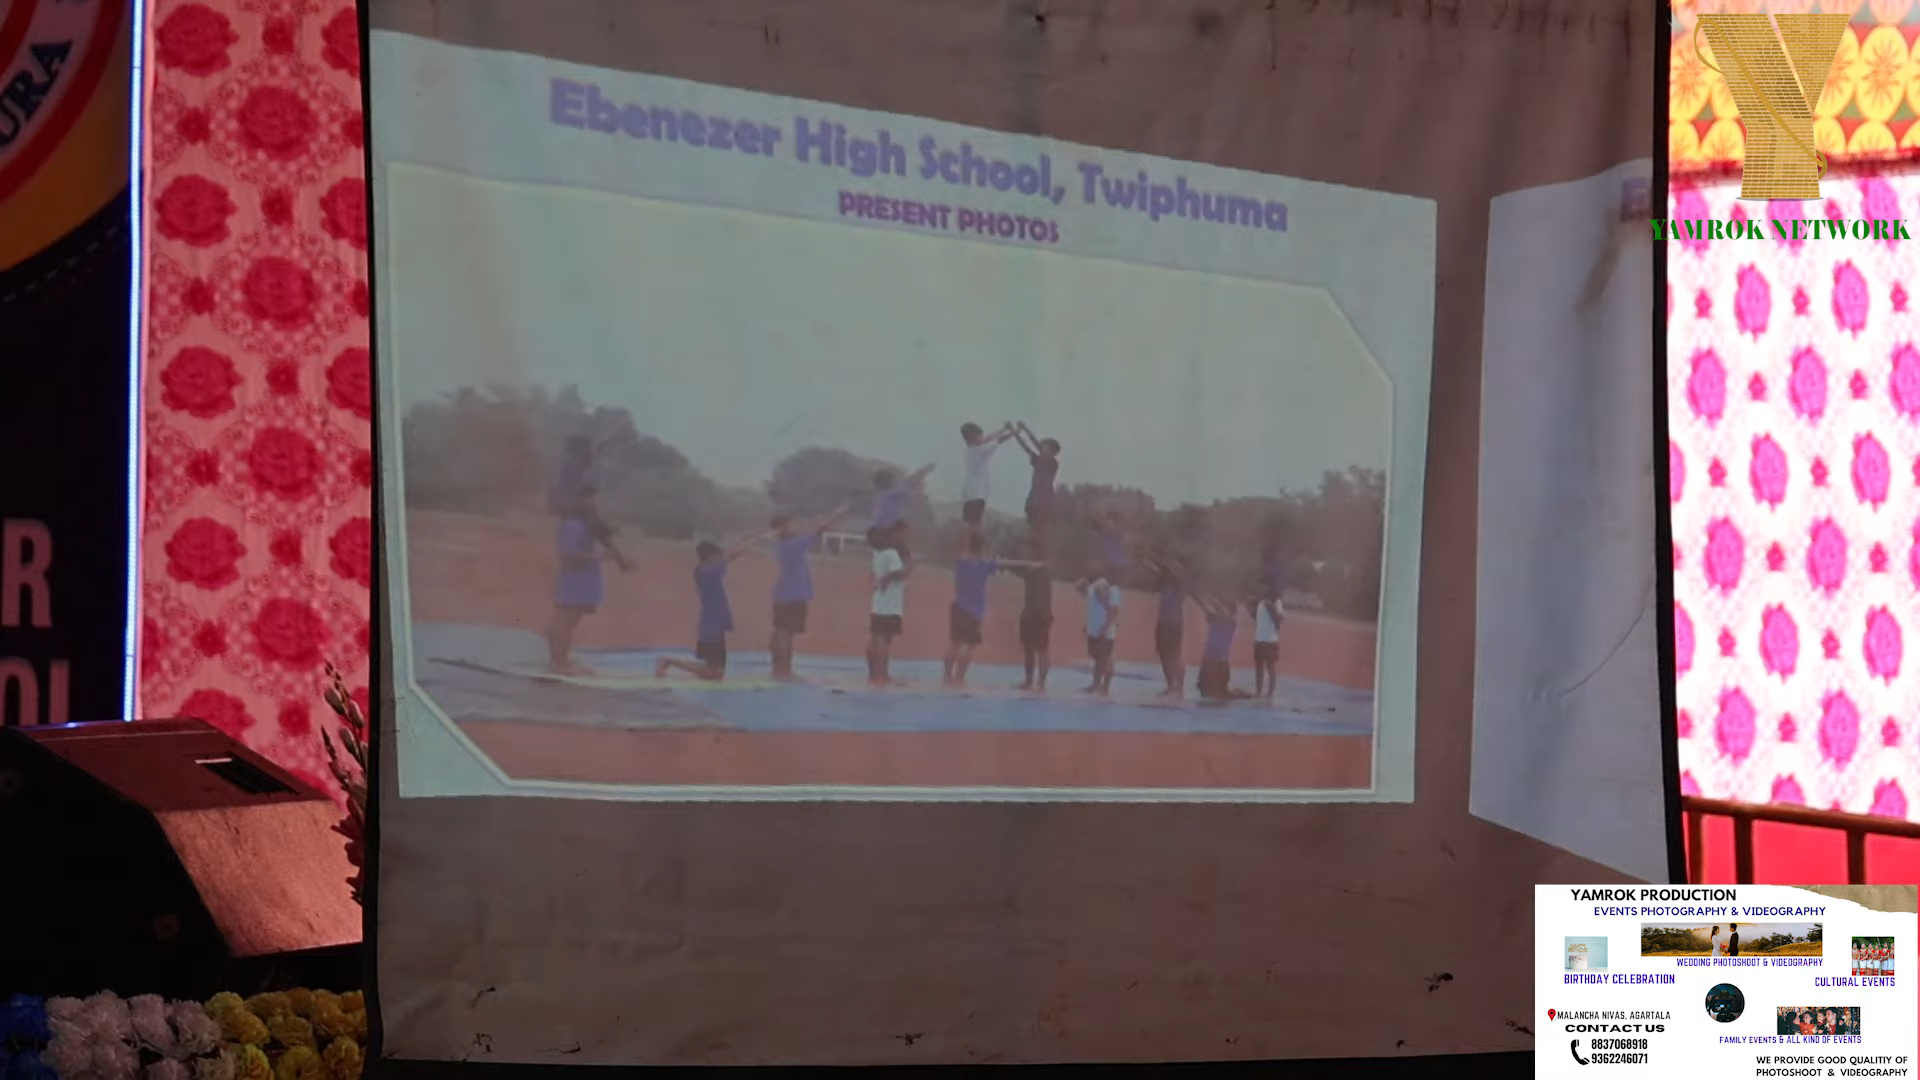 URA
Ebenezer High School, Twiphuma
PRESENT PHOTOS
YAMROK NETWORK
R
YAMROK PRODUCTION
EVENTS PHOTOGRAPHY & VIDEOGRAPHY
WEDDING PHOTOSHOOT & VIDEOGRAPHY
BIRTHDAY CELEBRATION
CULTURAL EVENTS
MALANCHA NIVAS, AGARTALA
CONTACT US
8837068918
9362246071
FAMILY EVENTS & ALL KIND OF EVENTS
WE PROVIDE GOOD QUALITIY OF
PHOTOSHOOT & VIDEOGRAPHY